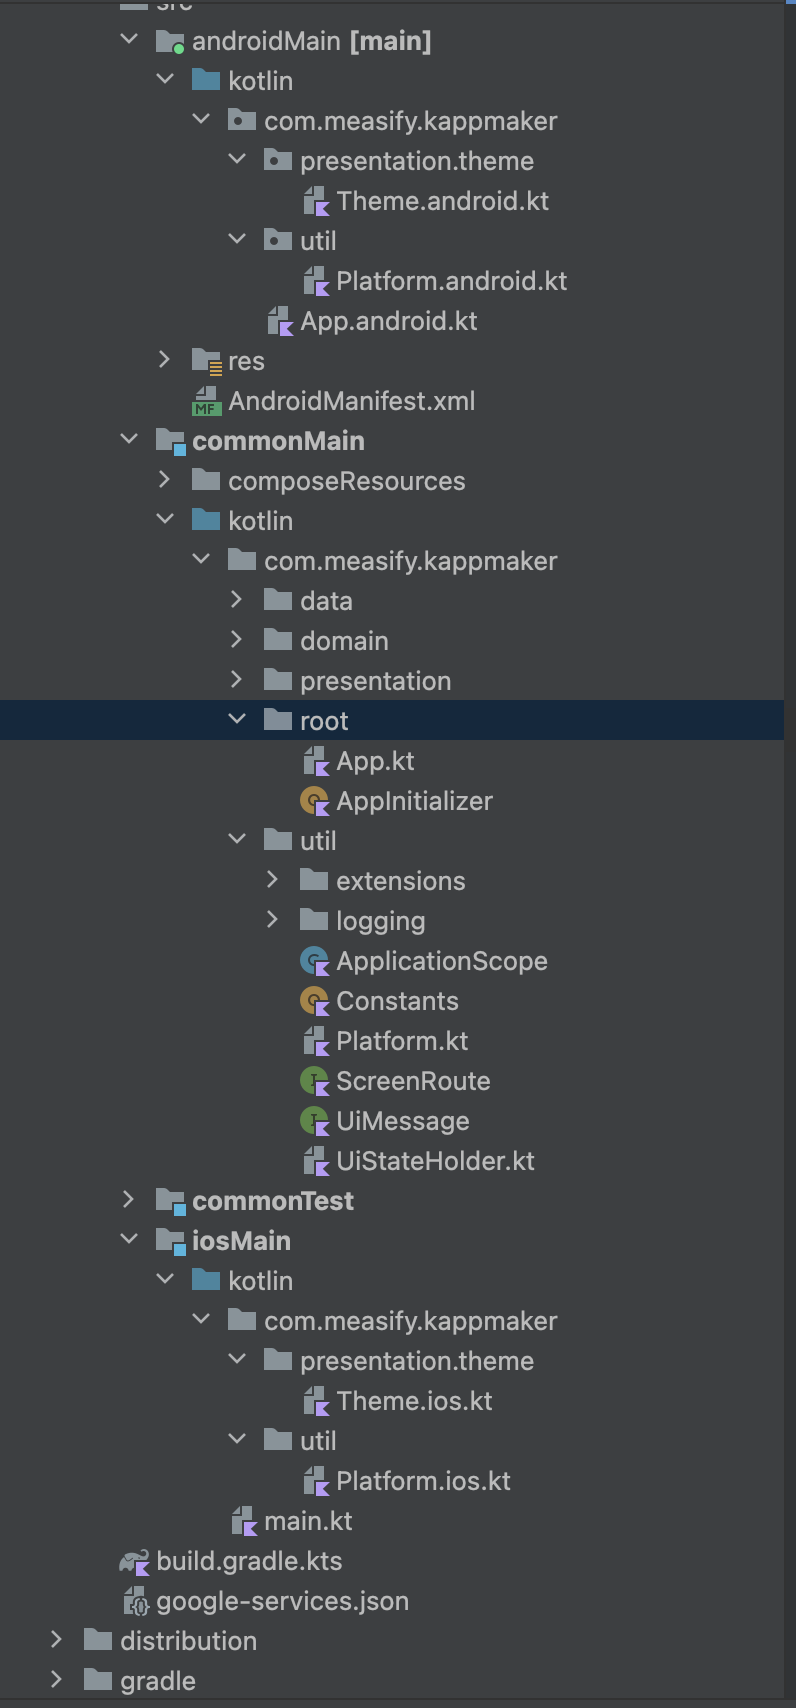 src
androidMain [main]
kotlin
com.measify.kappmaker
presentation.theme
Theme.android.kt
util
Platform.android.kt
App.android.kt
res
MF AndroidManifest.xml
commonMain
composeResources
kotlin
com.measify.kappmaker
data
domain
presentation
root
App.kt
AppInitializer
util
extensions
logging
ApplicationScope
Constants
Platform.kt
ScreenRoute
UiMessage
UiStateHolder.kt
commonTest
iosMain
kotlin
com.measify.kappmaker
presentation.theme
Theme.ios.kt
util
Platform.ios.kt
main.kt
build.gradle.kts
google-services.json
distribution
gradle